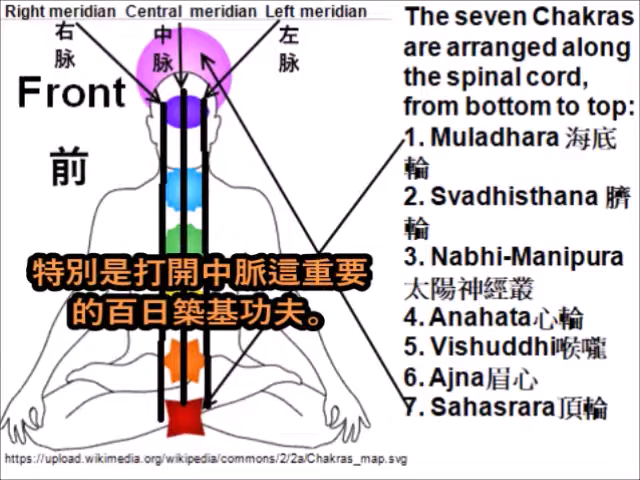 Right meridian Central meridian Left meridian
右脈
中脈
左脈
Front
前
The seven Chakras
are arranged along
the spinal cord,
from bottom to top:
1. Muladhara 海底
輪
2. Svadhisthana 臍
輪
3. Nabhi-Manipura
太陽神經叢
4. Anahata心輪
5. Vishuddhi喉嚨
6. Ajna眉心
7. Sahasrara頂輪
特別是打開中脈這重要
的百日築基功夫。
https://upload.wikimedia.org/wikipedia/commons/2/2a/Chakras_map.svg